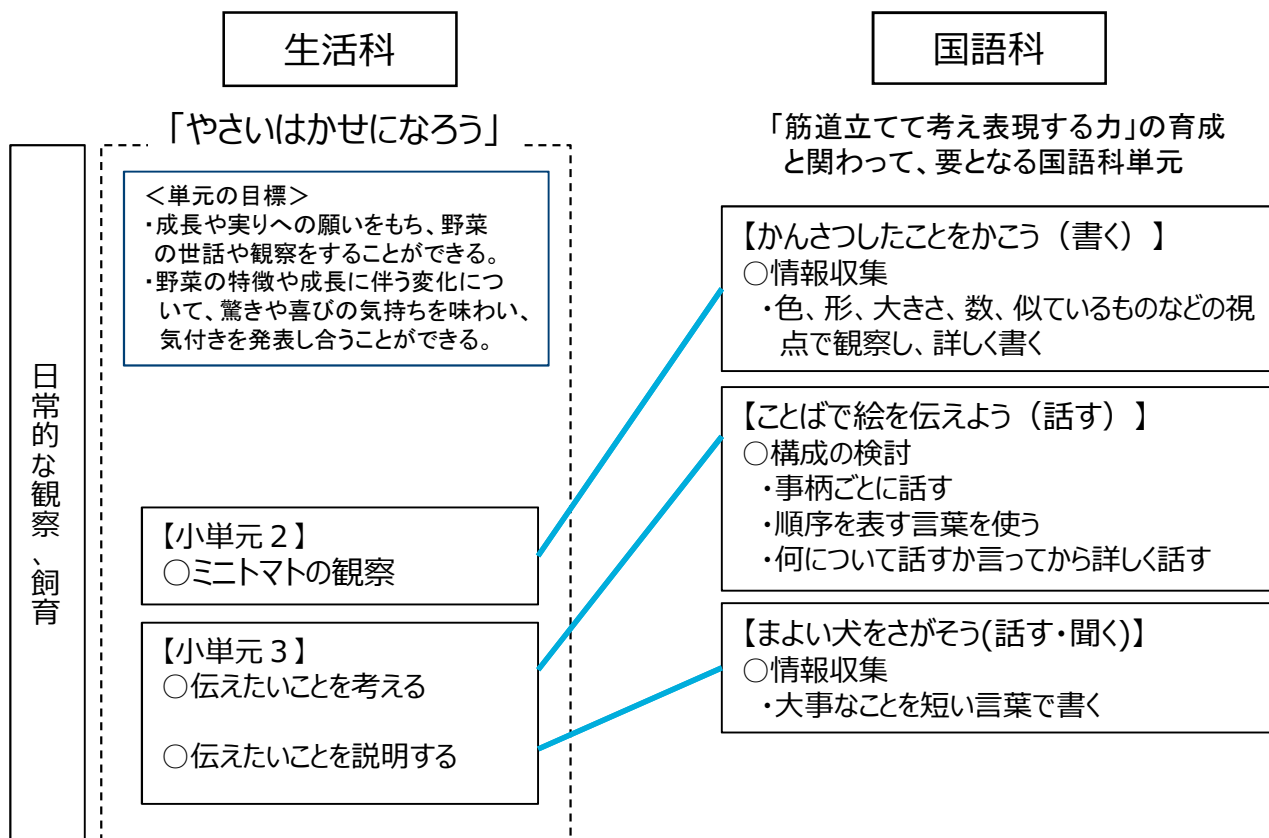 生活科
「やさいはかせになろう」
日常的な観察、飼育
＜単元の目標＞
・成長や実りへの願いをもち、野菜
の世話や観察をすることができる。
・野菜の特徴や成長に伴う変化につ
いて、驚きや喜びの気持ちを味わい、
気付きを発表し合うことができる。
【小単元２】
○ミニトマトの観察
【小単元３】
○伝えたいことを考える
○伝えたいことを説明する
国語科
「筋道立てて考え表現する力」の育成
と関わって、要となる国語科単元
【かんさつしたことをかこう（書く）】
○情報収集
・色、形、大きさ、数、似ているものなどの視
点で観察し、詳しく書く
【ことばで絵を伝えよう（話す）】
○構成の検討
・事柄ごとに話す
・順序を表す言葉を使う
・何について話すか言ってから詳しく話す
【まよい犬をさがそう(話す・聞く)】
○情報収集
・大事なことを短い言葉で書く